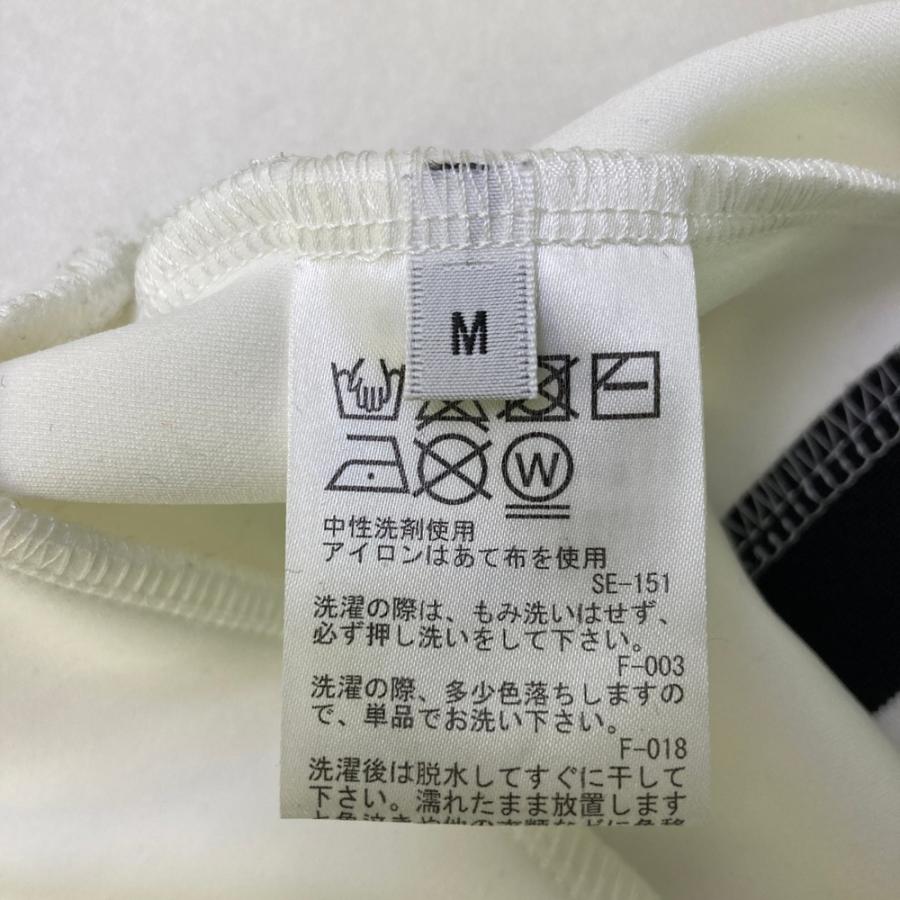 M
W
中性洗剤使用
アイロンはあて布を使用
SE-151
洗濯の際は、もみ洗いはせず、
必ず押し洗いをして下さい。
F-003
洗濯の際、多少色落ちしますの
で、単品でお洗い下さい。
F-018
洗濯後は脱水してすぐに干して
下さい。濡れたまま放置します